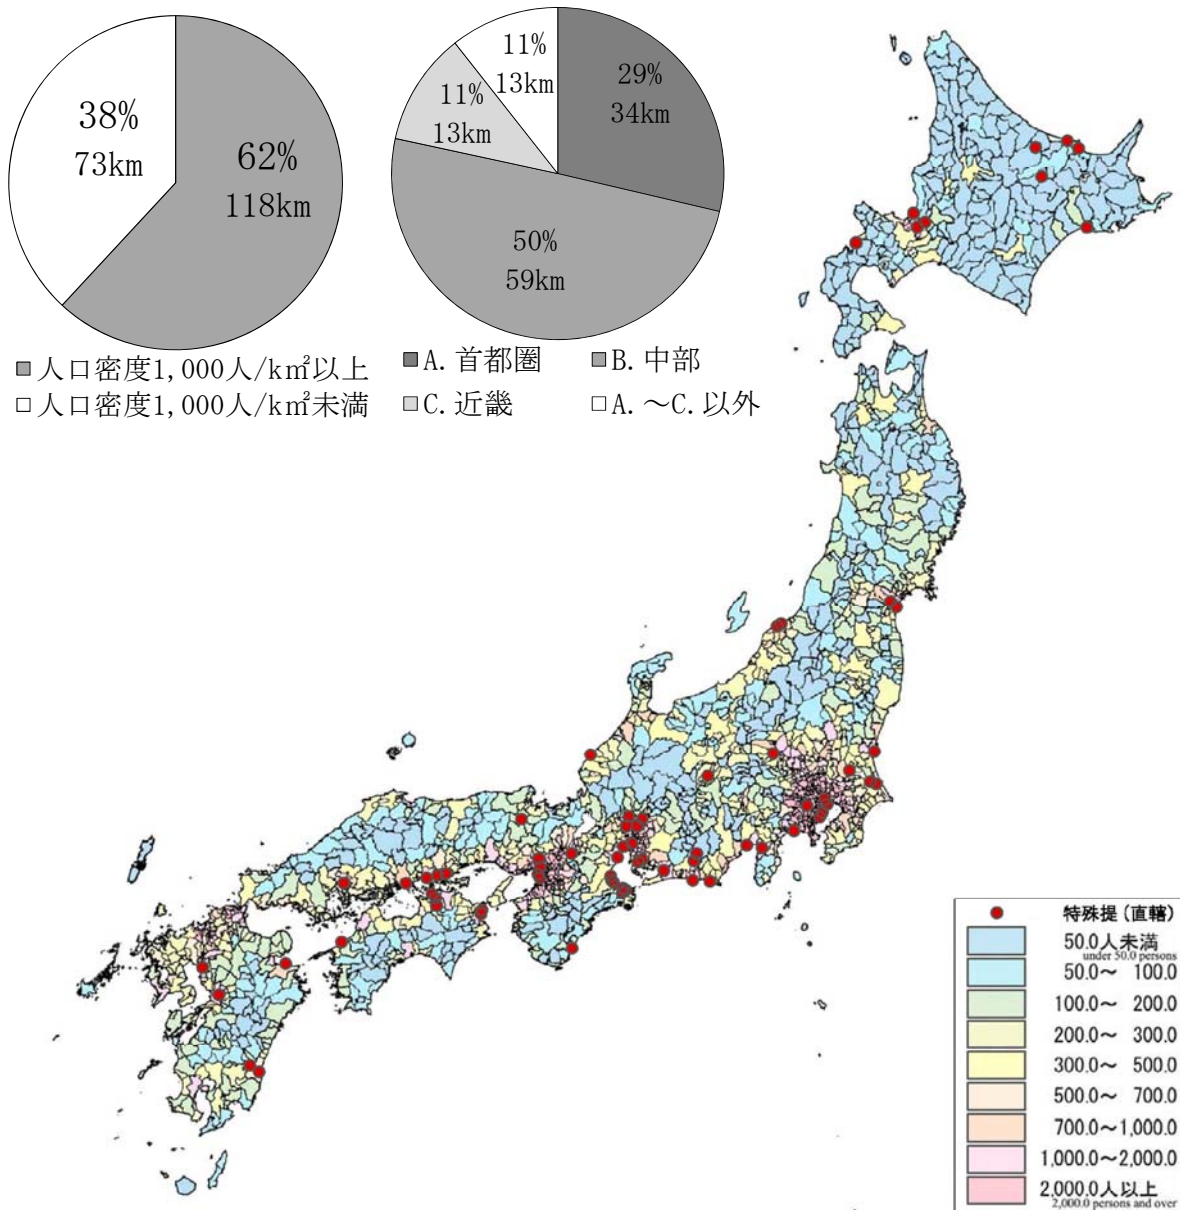 38%
73km
62%
118km
11%
13km
29%
34km
11%
13km
50%
59km
人口密度1,000人/k㎡以上
人口密度1,000人/k㎡未満
A.首都圏
B.中部
C.近畿
A.～C.以外
特殊提(直轄)
50.0人未満
under 50.0 persons
50.0～ 100.0
100.0～ 200.0
200.0～ 300.0
300.0～ 500.0
500.0～ 700.0
700.0～1,000.0
1,000.0～2,000.0
2,000.0人以上
2,000.0 persons and over